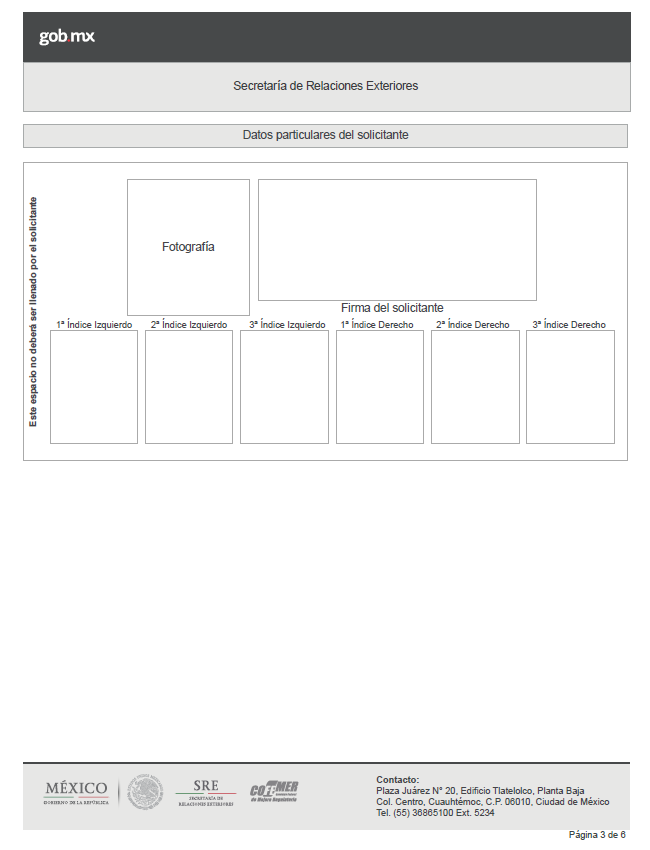 gob.mx
Secretaría de Relaciones Exteriores
Datos particulares del solicitante
Este espacio no deberá ser llenado por el solicitante
Fotografía
Firma del solicitante
1ª Índice Izquierdo
2ª Índice Izquierdo
3ª Índice Izquierdo
1ª Índice Derecho
2ª Índice Derecho
3ª Índice Derecho
MÉXICO
GOBIERNO DE LA REPÚBLICA
SRE
SECRETARÍA DE
RELACIONES EXTERIORES
COFEMER
de Mejora Regulatoria
Contacto:
Plaza Juárez N° 20, Edificio Tlatelolco, Planta Baja
Col. Centro, Cuauhtémoc, C.P. 06010, Ciudad de México
Tel. (55) 36865100 Ext. 5234
Página 3 de 6